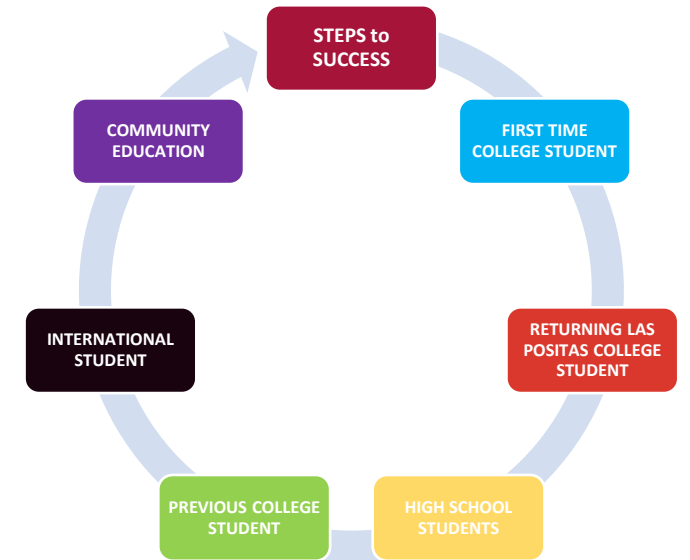 STEPS to
SUCCESS
FIRST TIME
COLLEGE STUDENT
RETURNING LAS
POSITAS COLLEGE
STUDENT
HIGH SCHOOL
STUDENTS
PREVIOUS COLLEGE
STUDENT
INTERNATIONAL
STUDENT
COMMUNITY
EDUCATION